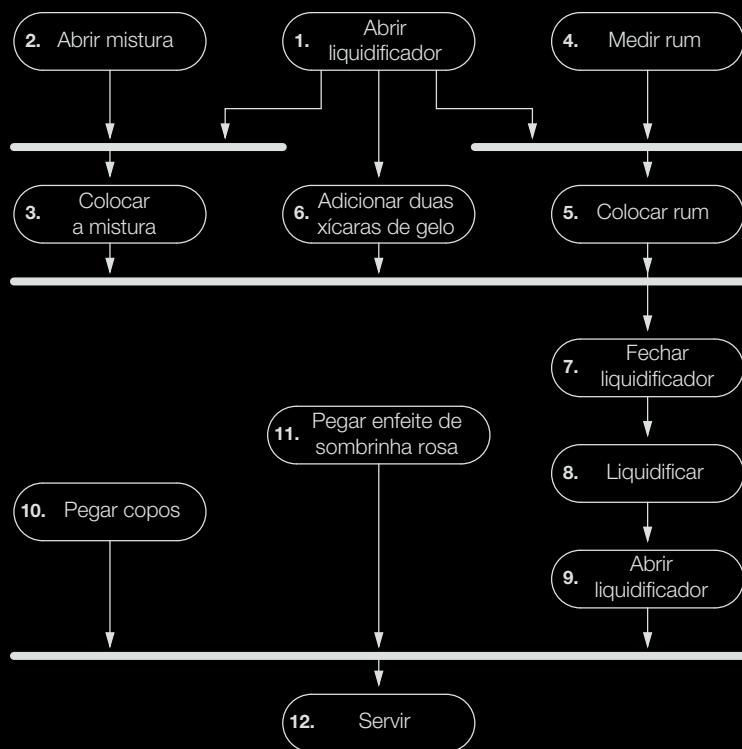 2. Abrir mistura
1. Abrir
liquidificador
4. Medir rum
3. Colocar
a mistura
6. Adicionar duas
xícaras de gelo
5. Colocar rum
7. Fechar
liquidificador
11. Pegar enfeite de
sombrinha rosa
8. Liquidificar
10. Pegar copos
9. Abrir
liquidificador
12. Servir